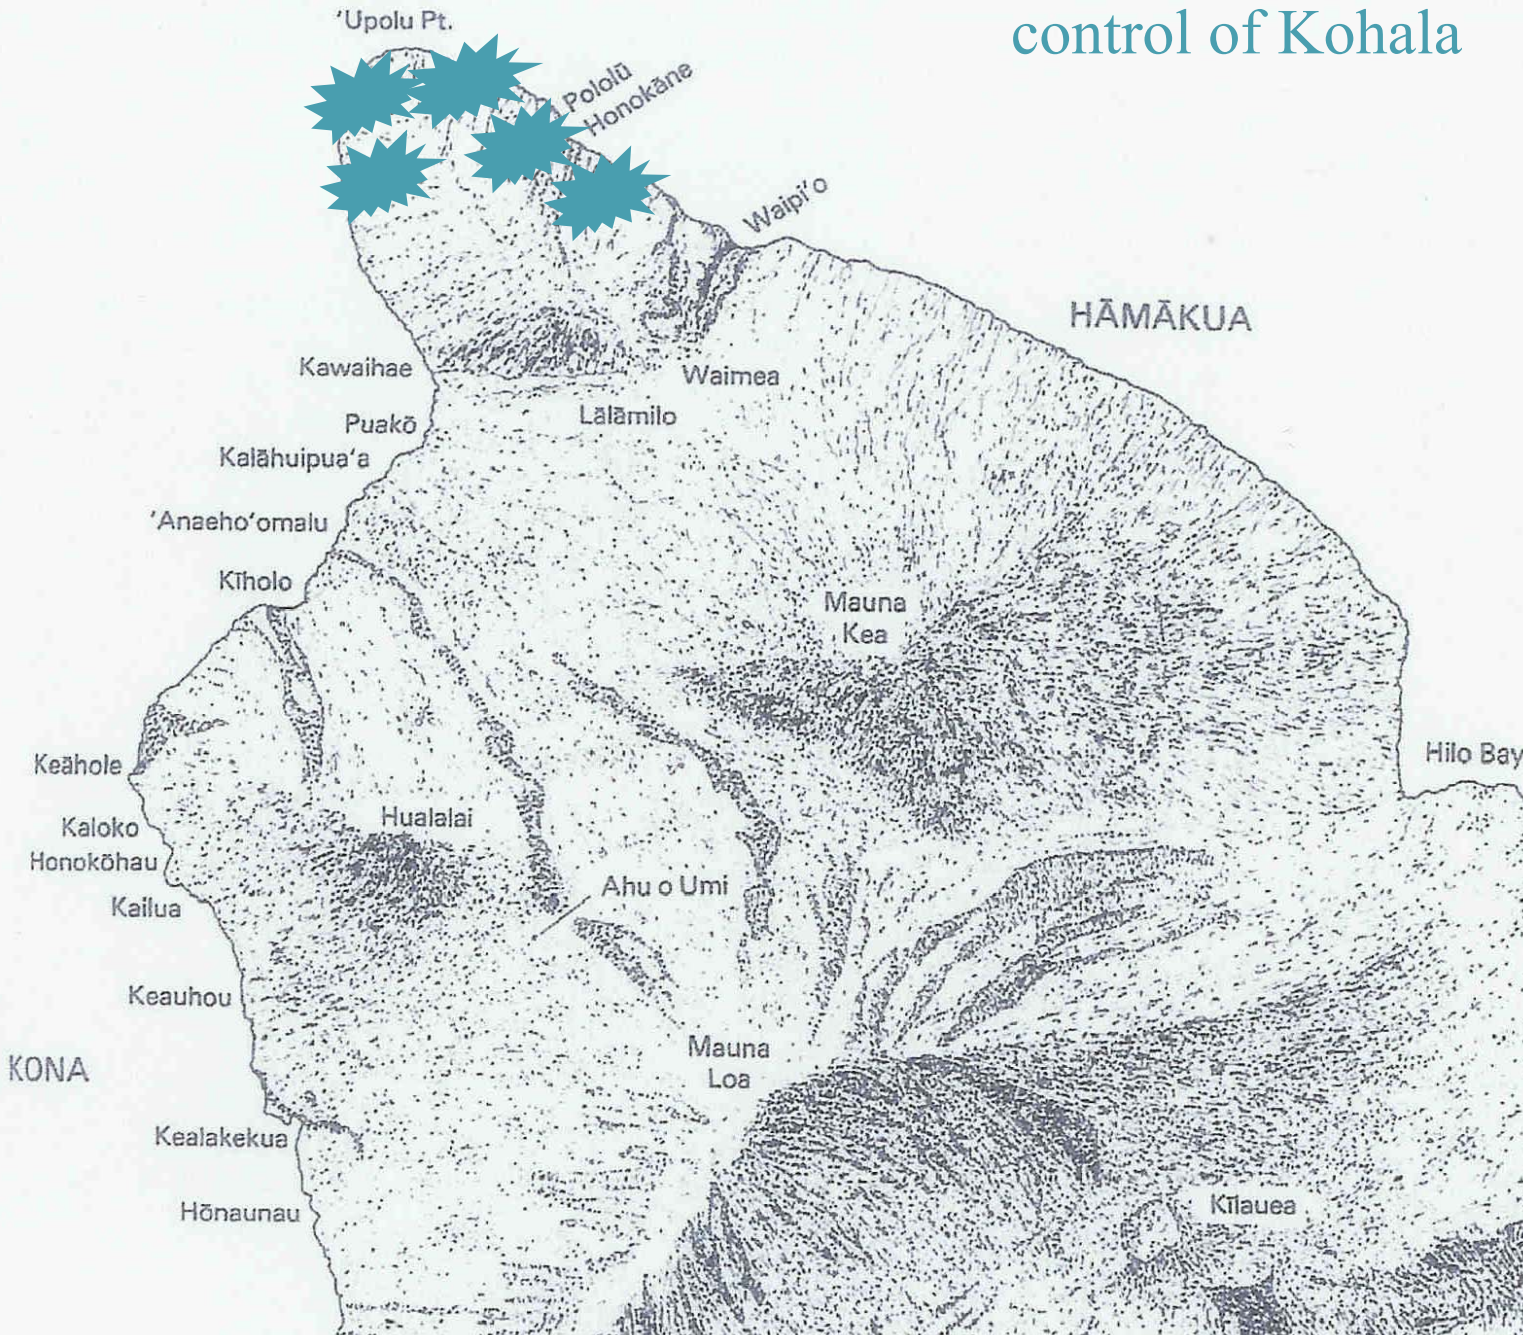 control of Kohala
'Upolu Pt.
Pololū
Honokāne
Waipi'o
HĀMĀKUA
Kawaihae
Waimea
Lālāmilo
Puakō
Kalāhuipua'a
'Anaeho'omalu
Kīholo
Mauna
Kea
Hilo Bay
Keāhole
Hualalai
Kaloko
Honokōhau
Ahu o Umi
Kailua
Keauhou
Mauna
Loa
KONA
Kealakekua
Kīlauea
Hōnaunau